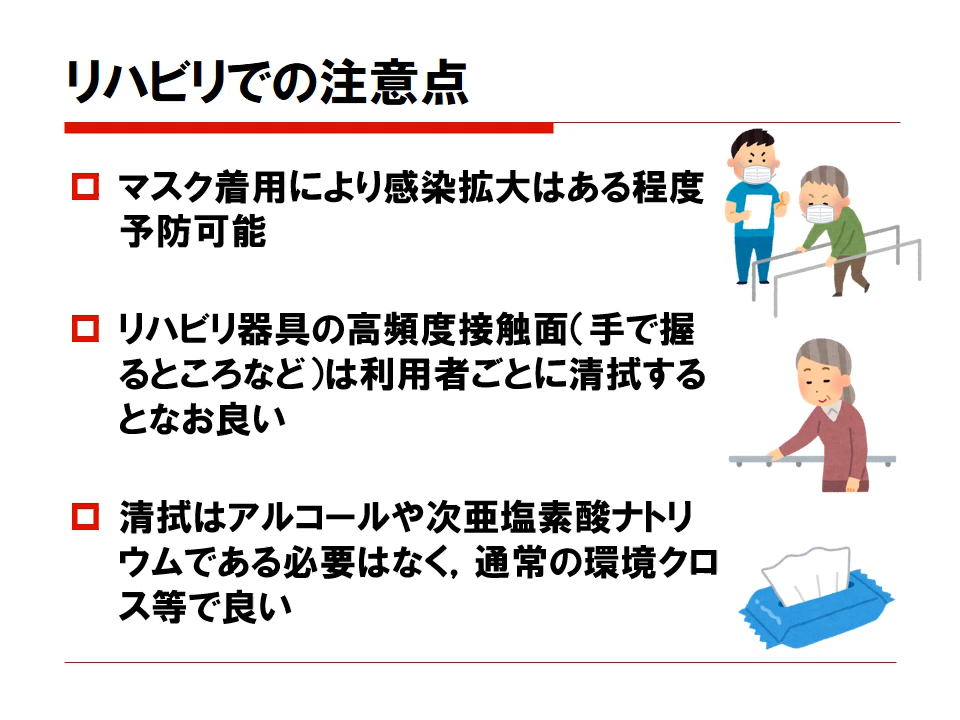 リハビリでの注意点
マスク着用により感染拡大はある程度
予防可能
リハビリ器具の高頻度接触面(手で握
るところなど)は利用者ごとに清拭する
となお良い
清拭はアルコールや次亜塩素酸ナトリ
ウムである必要はなく,通常の環境クロ
ス等で良い